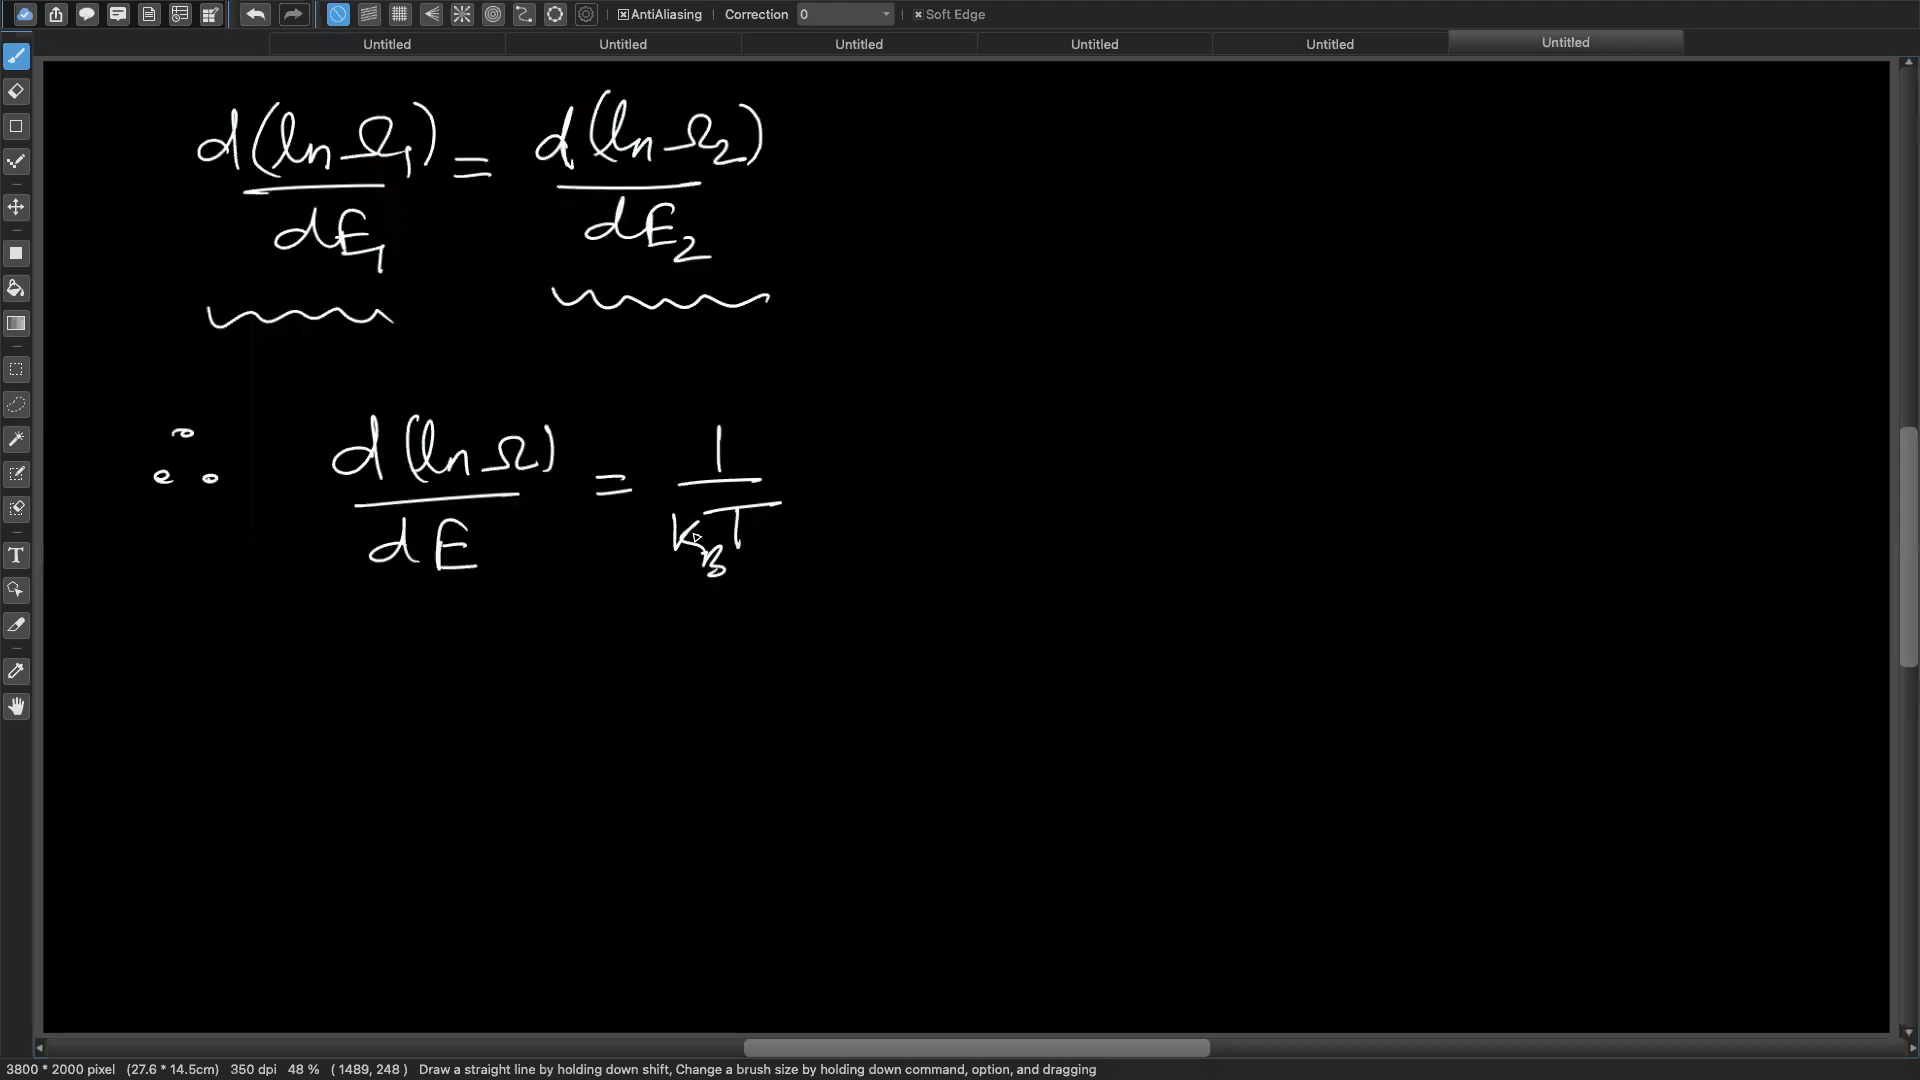 AntiAliasing Correction 0 Soft Edge
Untitled Untitled Untitled Untitled Untitled Untitled
d(ln Ω₁)/dE₁ = d(ln Ω₂)/dE₂
∴ d(ln Ω)/dE = 1/K_B T
T
3800 * 2000 pixel (27.6 * 14.5cm) 350 dpi 48 % ( 1489, 248 ) Draw a straight line by holding down shift, Change a brush size by holding down command, option, and dragging